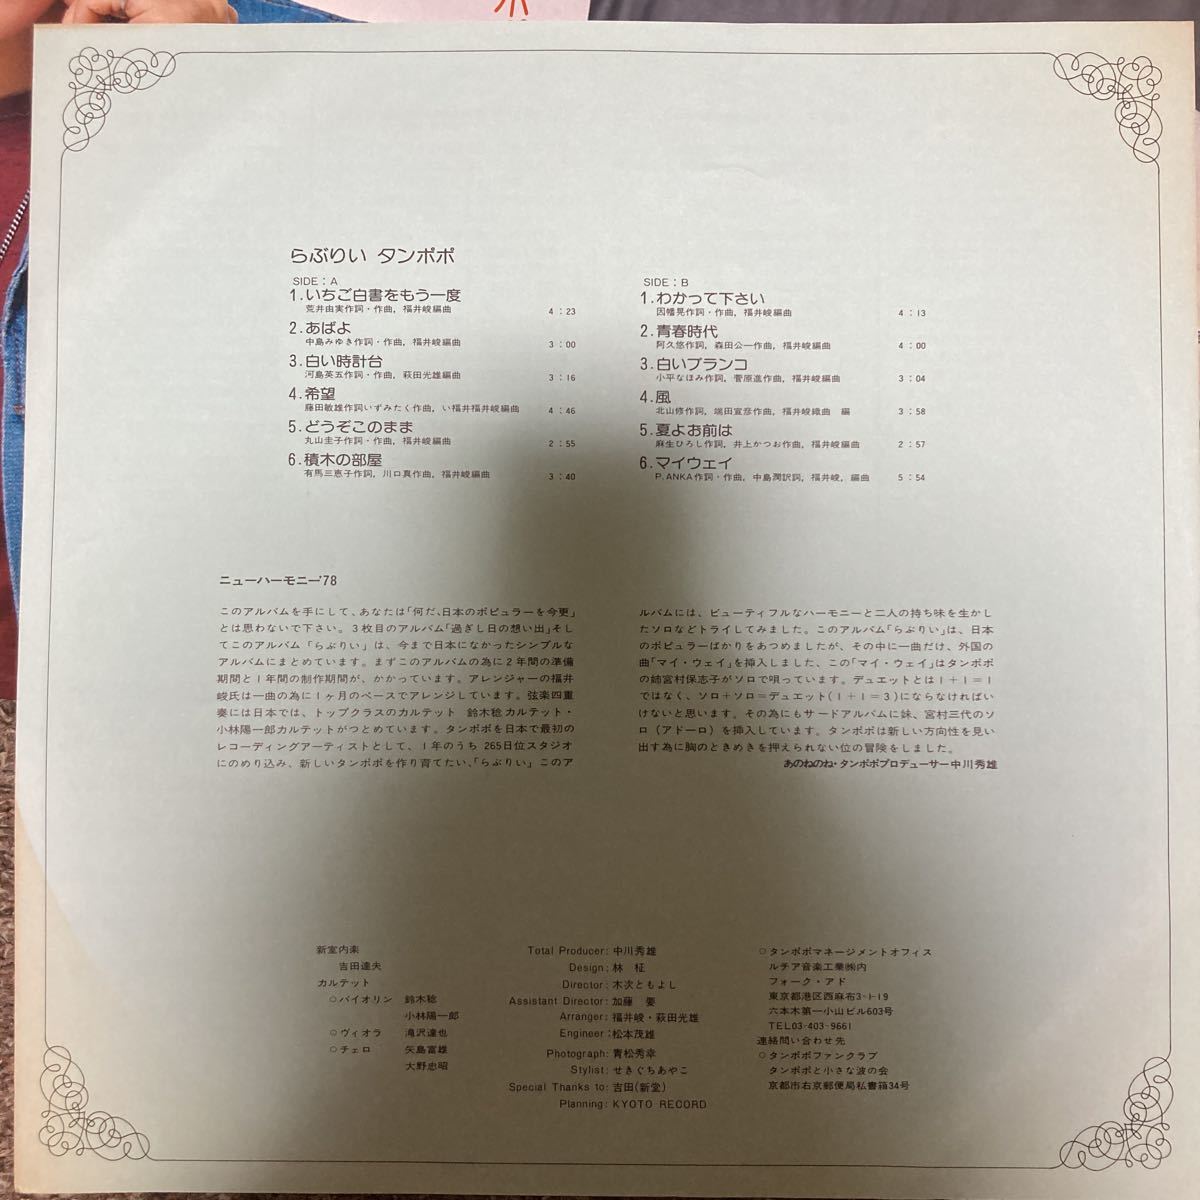 らぶりい タンポポ
SIDE：A
1.いちご白書をもう一度
荒井由実作詞・作曲，福井峻編曲 4：23
2.あばよ
中島みゆき作詞・作曲，福井峻編曲 3：00
3.白い時計台
河島英五作詞・作曲，萩田光雄編曲 3：16
4.希望
藤田敏雄作詞いずみたく作曲，い福井福井峻編曲 4：46
5.どうぞこのまま
丸山圭子作詞・作曲，福井峻編曲 2：55
6.積木の部屋
有馬三恵子作詞，川口真作曲，福井峻編曲 3：40
SIDE：B
1.わかって下さい
因幡晃作詞・作曲，福井峻編曲 4：13
2.青春時代
阿久悠作詞，森田公一作曲，福井峻編曲 4：00
3.白いブランコ
小平なほみ作詞，菅原進作曲，福井峻編曲 3：04
4.風
北山修作詞，端田宣彦作曲，福井峻織曲 編 3：58
5.夏よお前は
麻生ひろし作詞，井上かつお作曲，福井峻編曲 2：57
6.マイウェイ
P.ANKA作詞・作曲，中島潤訳詞，福井峻，編曲 5：54
ニューハーモニー'78
このアルバムを手にして、あなたは「何だ、日本のポピュラーを今更」
とは思わないで下さい。3枚目のアルバム「過ぎし日の想い出」そし
てこのアルバム「らぶりい」は、今まで日本になかったシンプルな
アルバムにまとめています。まずこのアルバムの為に2年間の準備
期間と1年間の制作期間が、かかっています。アレンジャーの福井
峻氏は一曲の為に1ヶ月のペースでアレンジしています。弦楽四重
奏には日本では、トップクラスのカルテット 鈴木稔カルテット・
小林陽一郎カルテットがつとめています。タンポポを日本で最初の
レコーディングアーティストとして、1年のうち265日位スタジオ
にのめり込み、新しいタンポポを作り育てたい、「らぶりい」このア
ルバムには、ビューティフルなハーモニーと二人の持ち味を生かし
たソロなどトライしてみました。このアルバム「らぶりい」は、日本
のポピュラーばかりをあつめましたが、その中に一曲だけ、外国の
曲「マイ・ウェイ」を挿入しました、この「マイ・ウェイ」はタンポポ
の姉宮村保志子がソロで唄っています。デュエットとは1＋1＝1
ではなく、ソロ＋ソロ＝デュエット(1＋1＝3)にならなければい
けないと思います。その為にもサードアルバムに妹、宮村三代のソ
ロ(アドーロ)を挿入しています。タンポポは新しい方向性を見い
出す為に胸のときめきを押えられない位の冒険をしました。
あのねのね・タンポポプロデューサー中川秀雄
新室内楽
吉田達夫
カルテット
○バイオリン 鈴木稔
小林陽一郎
○ヴィオラ 滝沢達也
○チェロ 矢島富雄
大野忠昭
Total Producer：中川秀雄
Design：林 柾
Director：木次ともよし
Assistant Director：加藤 要
Arranger：福井峻・萩田光雄
Engineer：松本茂雄
Photograph：青松秀幸
Stylist：せきぐちあやこ
Special Thanks to：吉田(新堂)
Planning：KYOTO RECORD
○タンポポマネージメントオフィス
ルチア音楽工業㈱内
フォーク・アド
東京都港区西麻布3-1-19
六本木第一小山ビル603号
TEL03-403-9661
連絡問い合わせ先
○タンポポファンクラブ
タンポポと小さな波の会
京都市右京郵便局私書箱34号